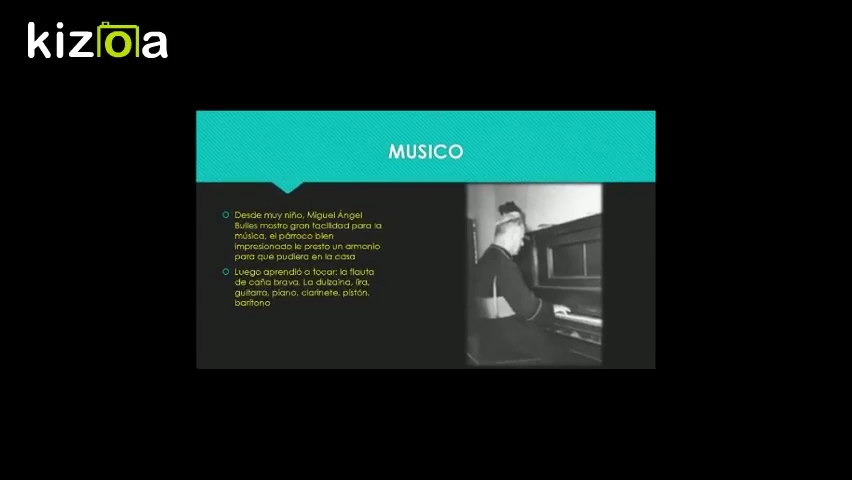 kizoa
MUSICO
Desde muy niño, Miguel Ángel
Builes mostro gran facilidad para la
música, el párroco bien
impresionado le presto un armonio
para que pudiera en la casa
Luego aprendió a tocar: la flauta
de caña brava. La dulzaina, lira,
guitarra, piano, clarinete, pistón,
barítono